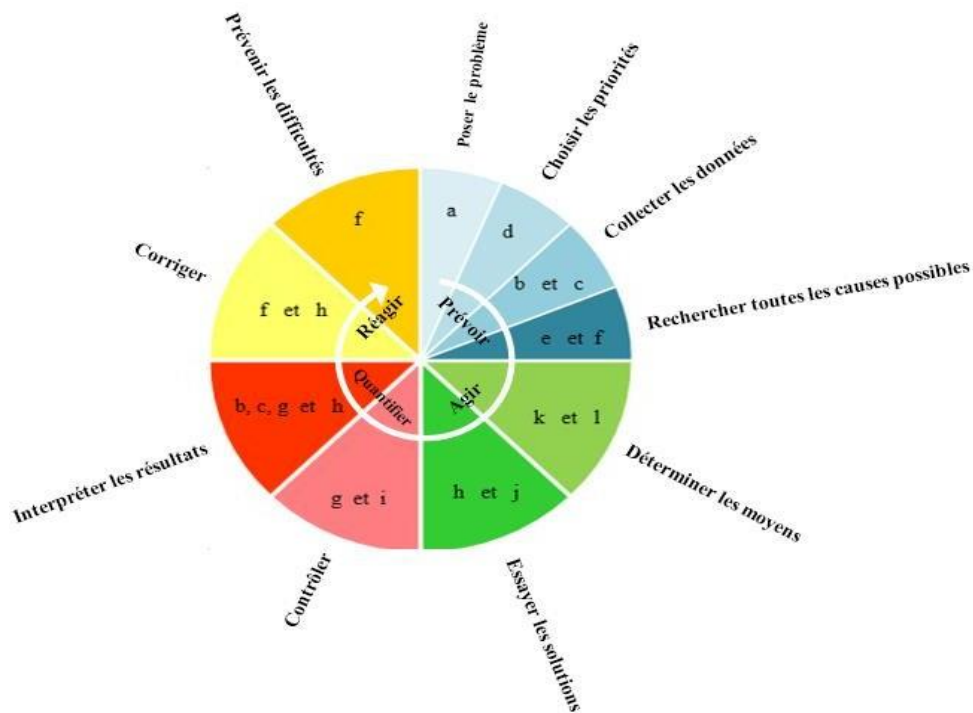 Prévenir les difficultés
Poser le problème
Choisir les priorités
Collecter les données
Rechercher toutes les causes possibles
Déterminer les moyens
Essayer les solutions
Contrôler
Interpréter les résultats
Corriger
f
a
d
b et c
e et f
k et l
h et j
g et i
b, c, g et h
f et h
Réagir
Prévoir
Agir
Quantifier